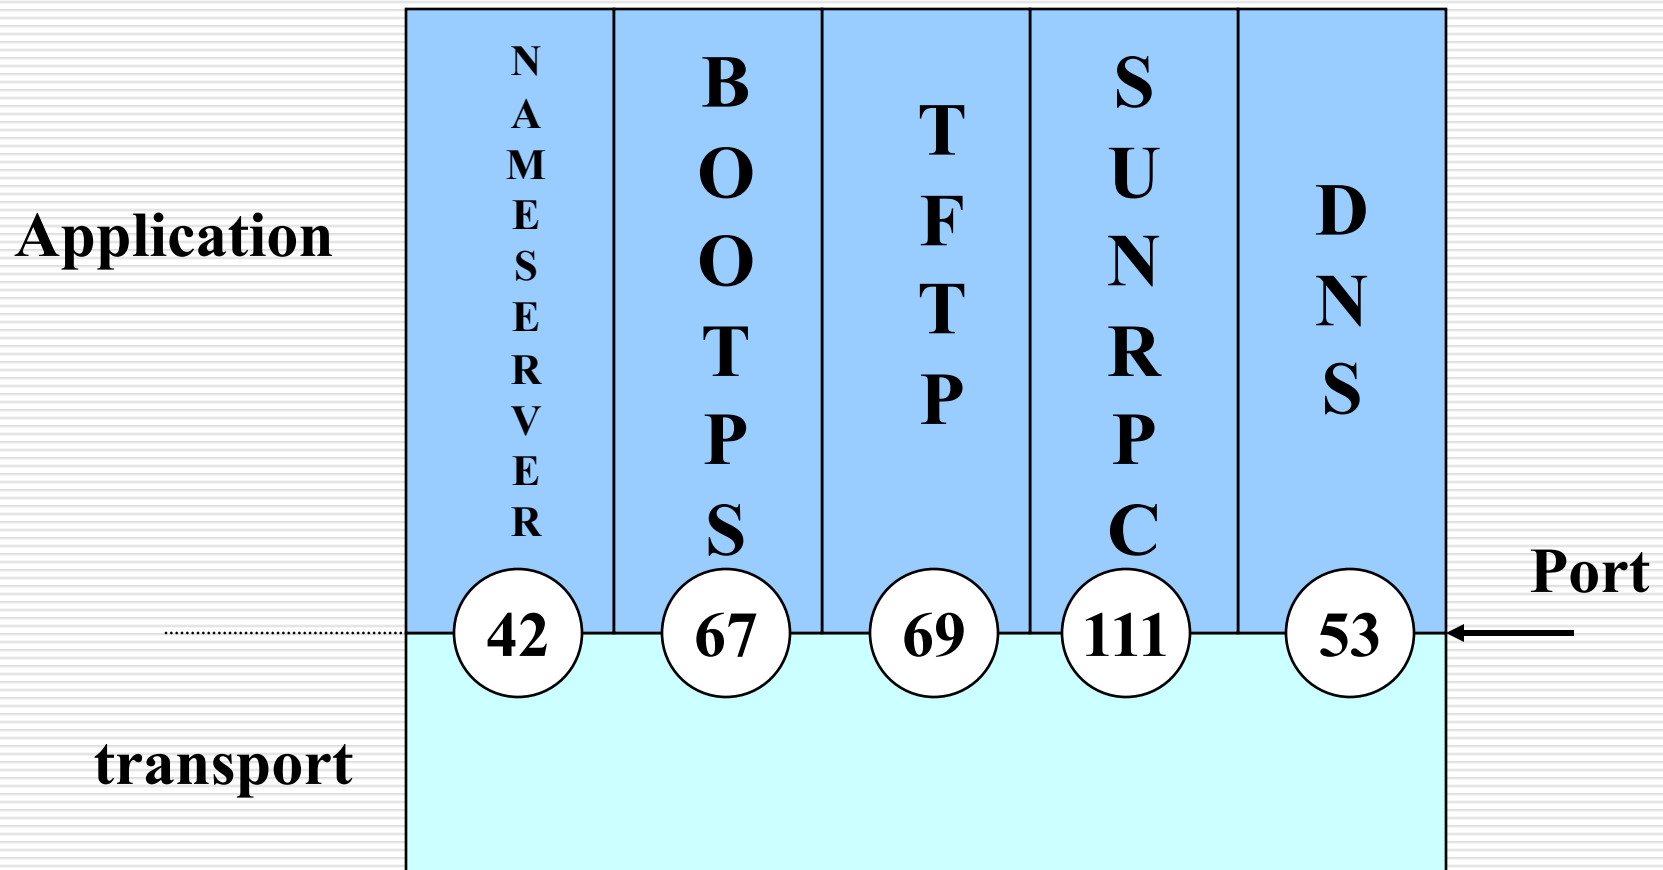 Application
NAMESERVER
BOOTPS
TFTP
SUNRPC
DNS
Port
42
67
69
111
53
transport